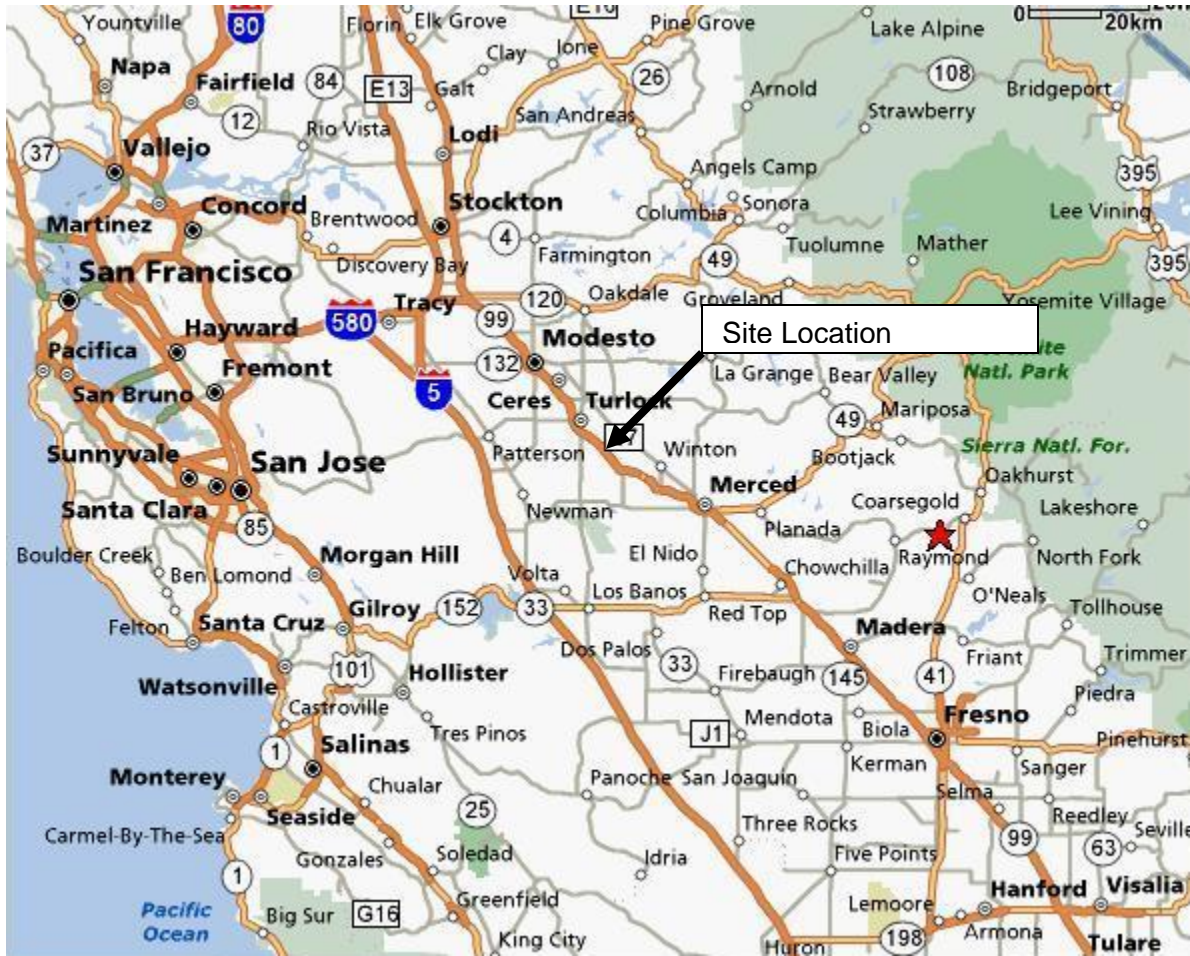 Yountville
80
Florin
Elk Grove
Pine Grove
Lake Alpine
0
20km
Napa
Fairfield
84
E13
Clay
Ione
Galt
26
Arnold
108
Bridgeport
12
Rio Vista
San Andreas
Strawberry
37
Vallejo
Lodi
Angels Camp
395
Martinez
Concord
Brentwood
Stockton
4
Columbia
Sonora
Lee Vining
Farmington
Tuolumne
Mather
San Francisco
Discovery Bay
49
395
580
Tracy
120
Oakdale
Groveland
Yosemite Village
Hayward
99
Site Location
Pacifica
Fremont
132
Modesto
Natl. Park
San Bruno
5
Ceres
Turlock
La Grange
Bear Valley
49
Mariposa
Sunnyvale
San Jose
Patterson
Winton
Bootjack
Sierra Natl. For.
Santa Clara
85
Newman
Merced
Coarsegold
Oakhurst
Lakeshore
Planada
Boulder Creek
Ben Lomond
Morgan Hill
Volta
El Nido
Chowchilla
Raymond
North Fork
Gilroy
152
33
Los Banos
Red Top
O'Neals
Tollhouse
Felton
Santa Cruz
Madera
101
Dos Palos
33
Friant
Trimmer
Watsonville
Hollister
Firebaugh
145
41
Piedra
Castroville
Tres Pinos
J1
Mendota
Biola
Fresno
1
Salinas
Pinehurst
Monterey
Chualar
Panoche
San Joaquin
Kerman
Sanger
Seaside
25
Selma
Reedley
Carmel-By-The-Sea
Three Rocks
99
63
Seville
Gonzales
Soledad
Idria
Five Points
1
Greenfield
Hanford
Visalia
Pacific
Ocean
Big Sur
G16
Lemoore
King City
Huron
198
Armona
Tulare